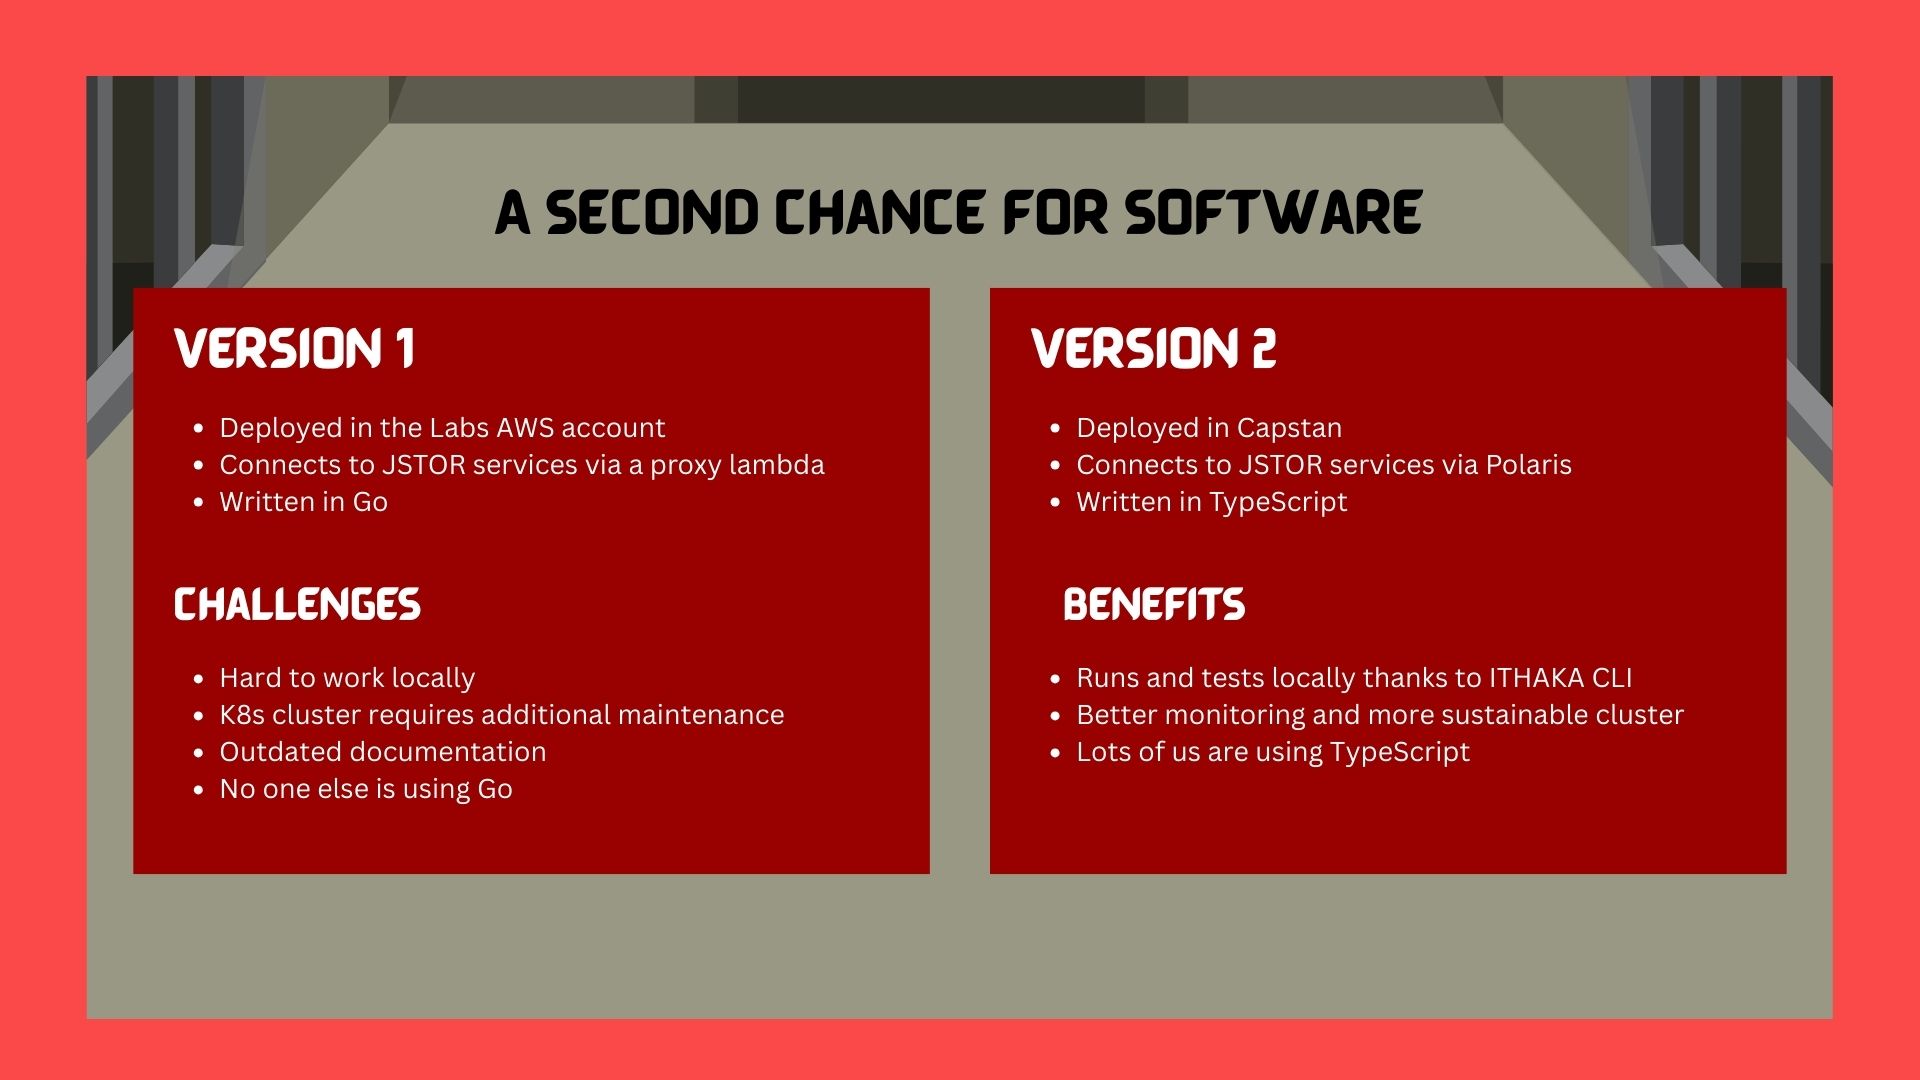 A SECOND CHANCE FOR SOFTWARE
VERSION 1
• Deployed in the Labs AWS account
• Connects to JSTOR services via a proxy lambda
• Written in Go
CHALLENGES
• Hard to work locally
• K8s cluster requires additional maintenance
• Outdated documentation
• No one else is using Go
VERSION 2
• Deployed in Capstan
• Connects to JSTOR services via Polaris
• Written in TypeScript
BENEFITS
• Runs and tests locally thanks to ITHAKA CLI
• Better monitoring and more sustainable cluster
• Lots of us are using TypeScript